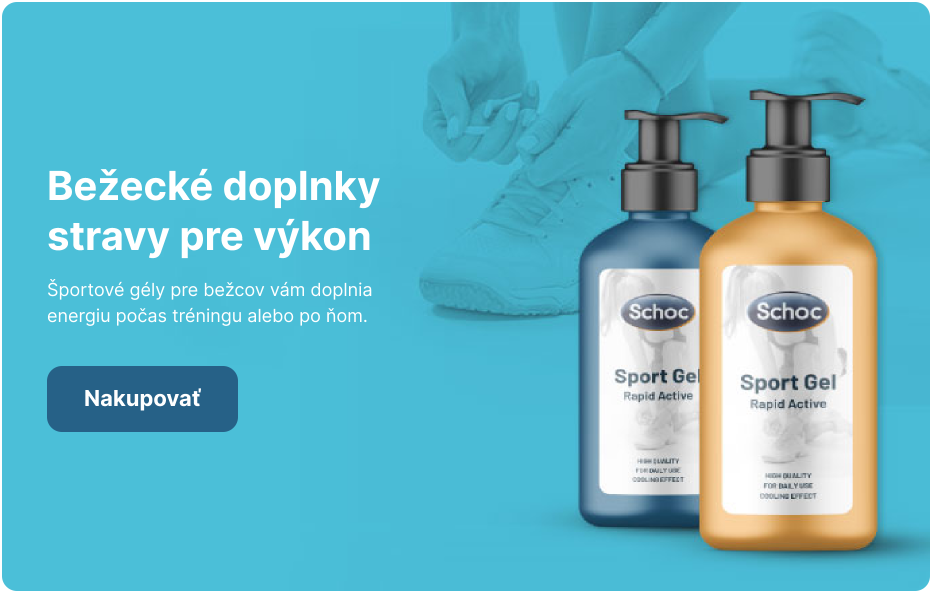 Bežecké doplnky
stravy pre výkon
Športové gély pre bežcov vám doplnia
energiu počas tréningu alebo po ňom.
Nakupovať
Schoc
Sport Gel
Rapid Active
HIGH QUALITY
FOR DAILY USE
COOLING EFFECT
Schoc
Sport Gel
Rapid Active
HIGH QUALITY
FOR DAILY USE
COOLING EFFECT